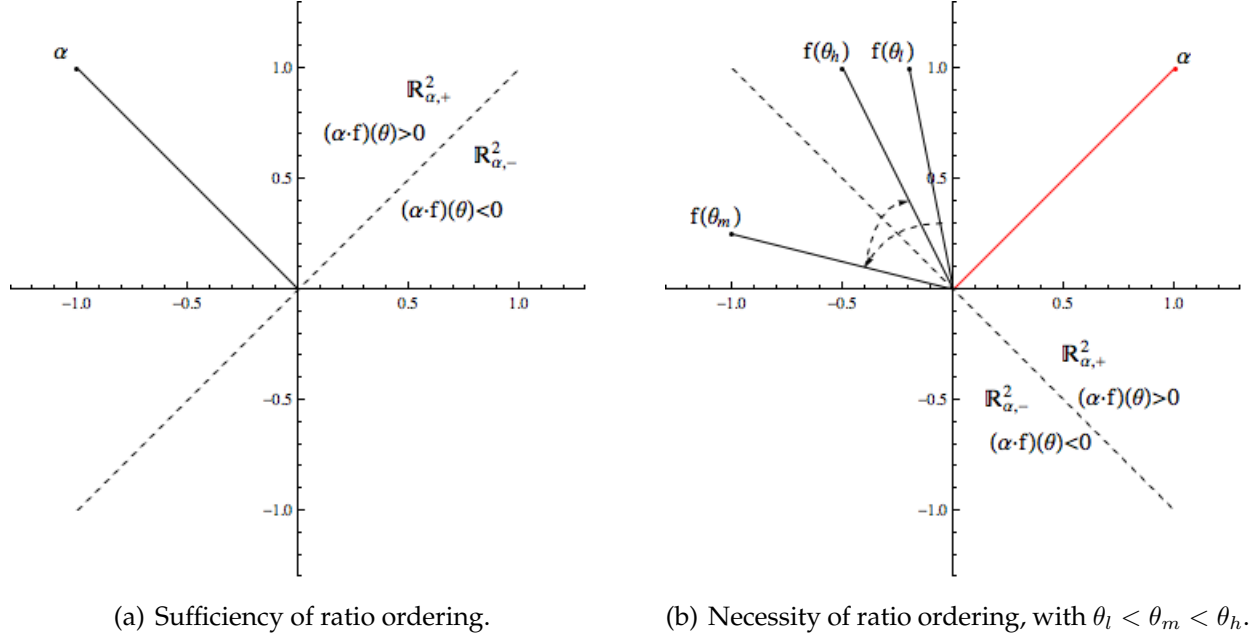 α
1.0
ℝ²α,+
(α·f)(θ)>0
ℝ²α,−
0.5
(α·f)(θ)<0
−1.0
−0.5
0.5
1.0
−0.5
−1.0
(a) Sufficiency of ratio ordering.
f(θh)
f(θl)
α
1.0
0.5
f(θm)
−1.0
−0.5
0.5
1.0
ℝ²α,+
(α·f)(θ)>0
−0.5
ℝ²α,−
(α·f)(θ)<0
−1.0
(b) Necessity of ratio ordering, with θl < θm < θh.